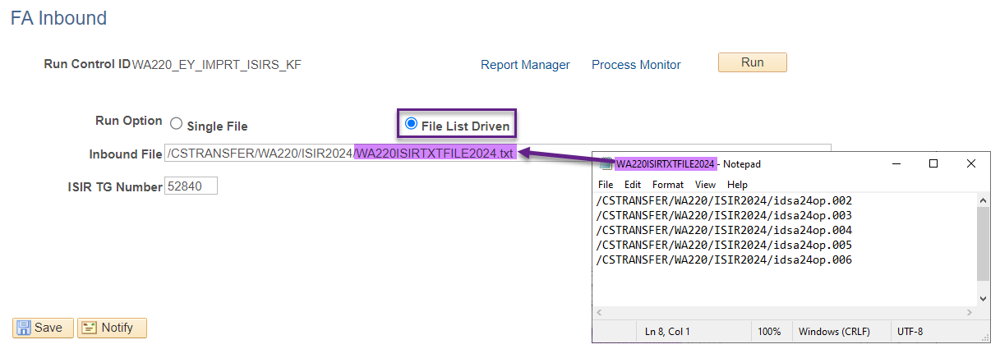 FA Inbound
Run Control ID WA220_EY_IMPRT_ISIRS_KF Report Manager Process Monitor Run
Run Option Single File File List Driven
Inbound File /CSTRANSFER/WA220/ISIR2024/WA220ISIRTXTFILE2024.txt
ISIR TG Number 52840
WA220ISIRTXTFILE2024 - Notepad
File Edit Format View Help
/CSTRANSFER/WA220/ISIR2024/idsa24op.002
/CSTRANSFER/WA220/ISIR2024/idsa24op.003
/CSTRANSFER/WA220/ISIR2024/idsa24op.004
/CSTRANSFER/WA220/ISIR2024/idsa24op.005
/CSTRANSFER/WA220/ISIR2024/idsa24op.006
Ln 8, Col 1 100% Windows (CRLF) UTF-8
Save Notify